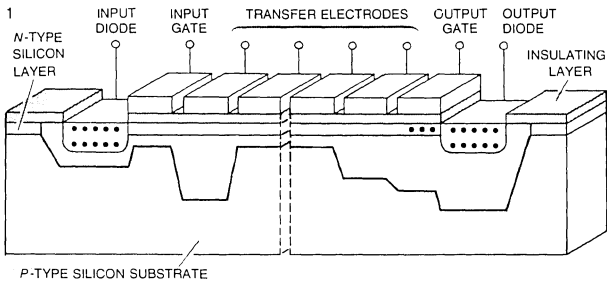 1
N-TYPE
SILICON
LAYER
INPUT
DIODE
INPUT
GATE
TRANSFER ELECTRODES
OUTPUT
GATE
OUTPUT
DIODE
INSULATING
LAYER
P-TYPE SILICON SUBSTRATE